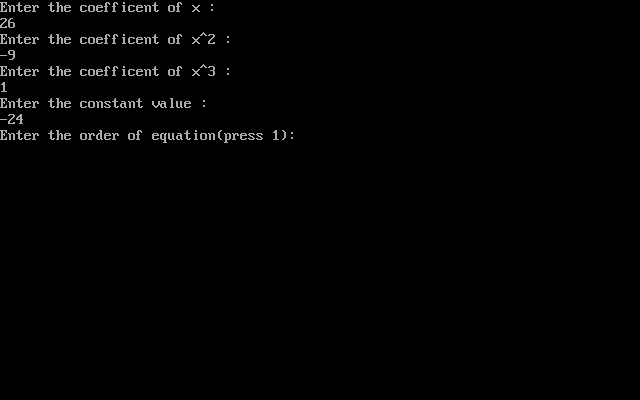 Enter the coefficent of x :
26
Enter the coefficent of x^2 :
-9
Enter the coefficent of x^3 :
1
Enter the constant value :
-24
Enter the order of equation(press 1):